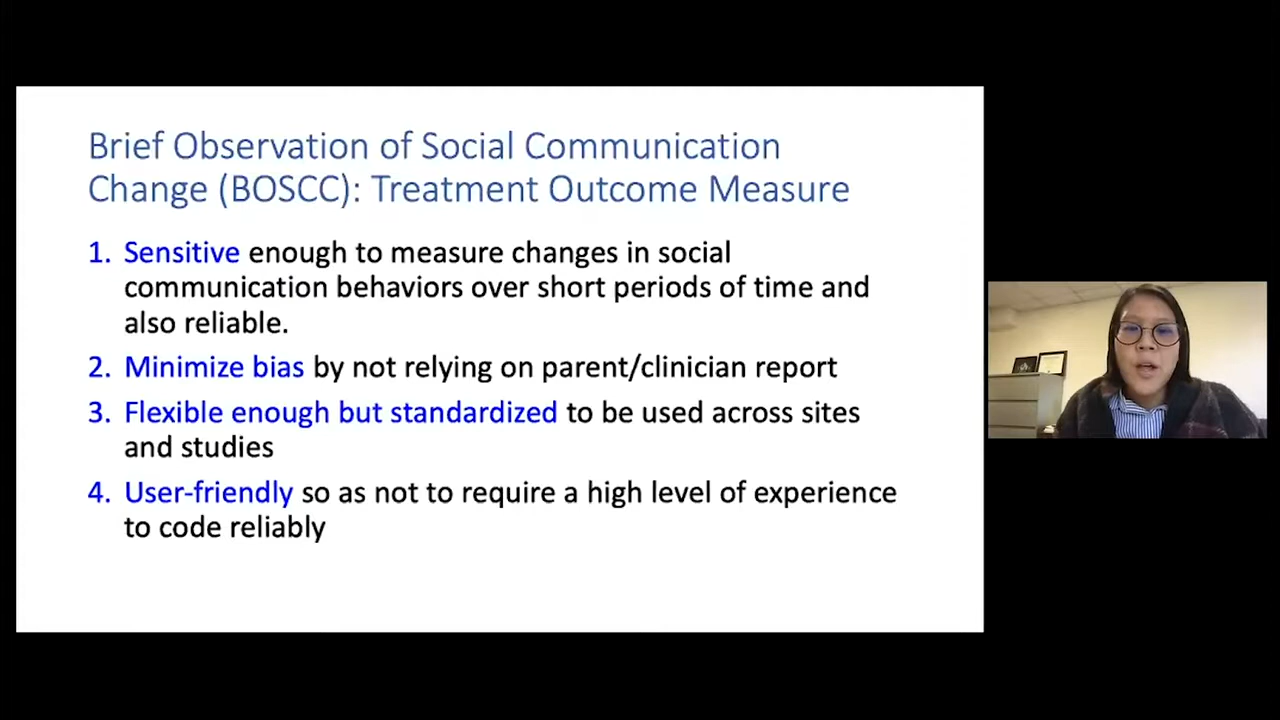 Brief Observation of Social Communication
Change (BOSCC): Treatment Outcome Measure
1. Sensitive enough to measure changes in social
communication behaviors over short periods of time and
also reliable.
2. Minimize bias by not relying on parent/clinician report
3. Flexible enough but standardized to be used across sites
and studies
4. User-friendly so as not to require a high level of experience
to code reliably